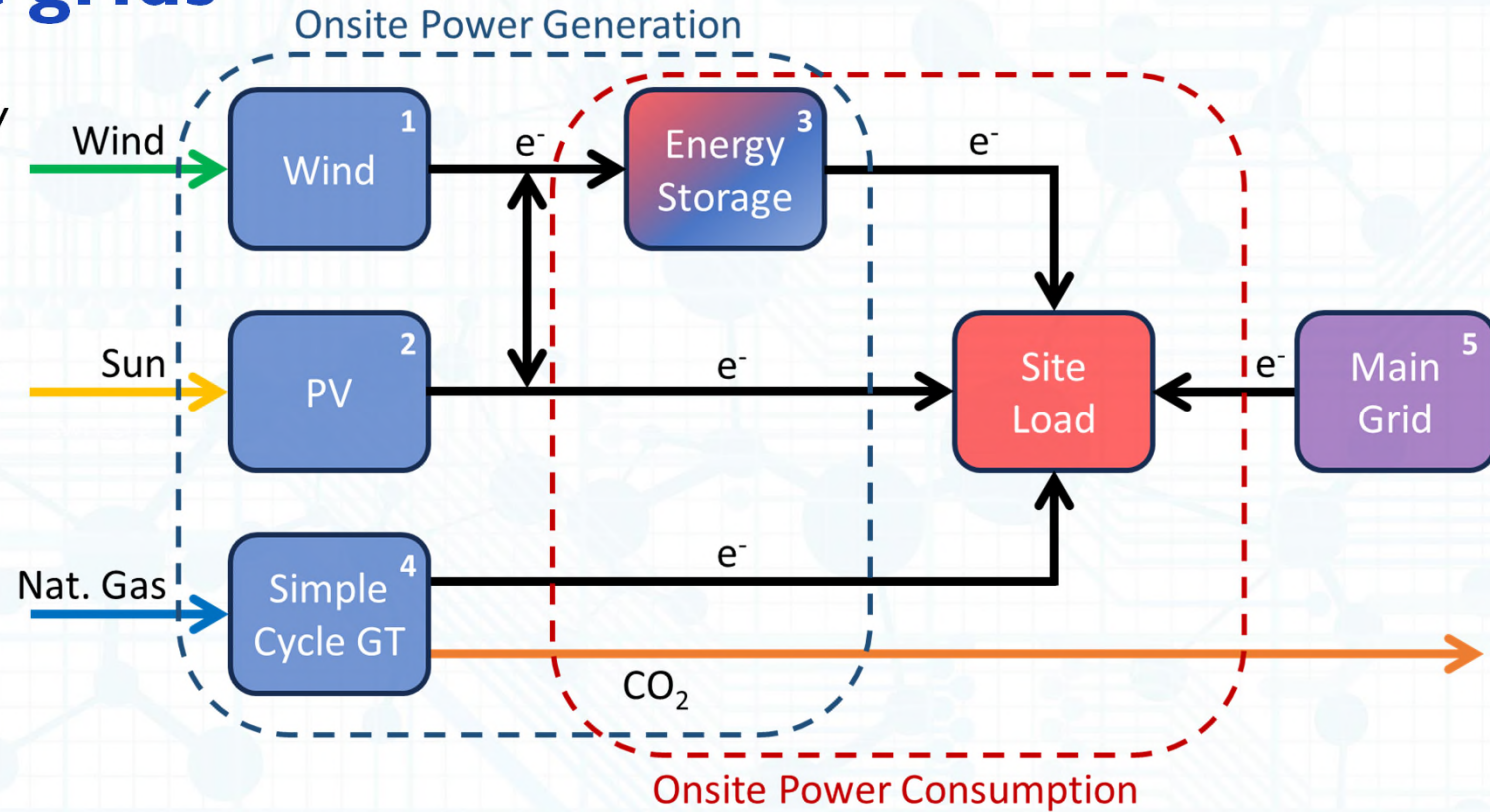 grids
Onsite Power Generation
y
Wind
1
Wind
e-
3
Energy
Storage
e-
Sun
2
PV
e-
Site
Load
e-
5
Main
Grid
Nat. Gas
4
Simple
Cycle GT
e-
CO₂
Onsite Power Consumption